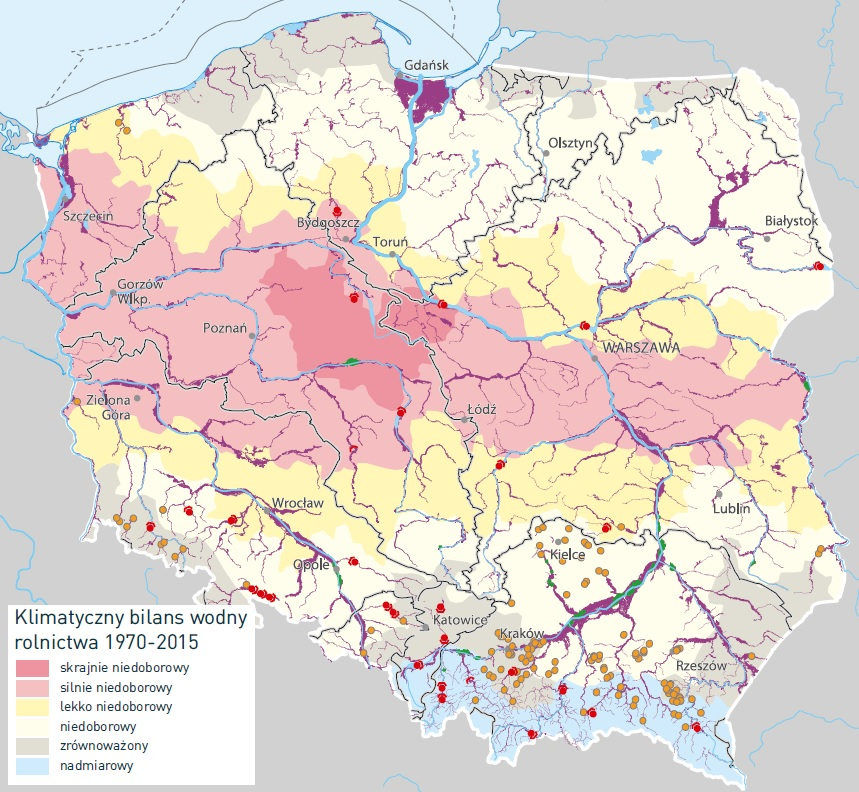 Gdańsk
Olsztyn
Szczecin
Bydgoszcz
Białystok
Toruń
Gorzów
Wlkp.
Poznań
WARSZAWA
Zielona
Góra
Łódź
Wrocław
Lublin
Kielce
Opole
Katowice
Kraków
Rzeszów
Klimatyczny bilans wodny
rolnictwa 1970-2015
skrajnie niedoborowy
silnie niedoborowy
lekko niedoborowy
niedoborowy
zrównoważony
nadmiarowy